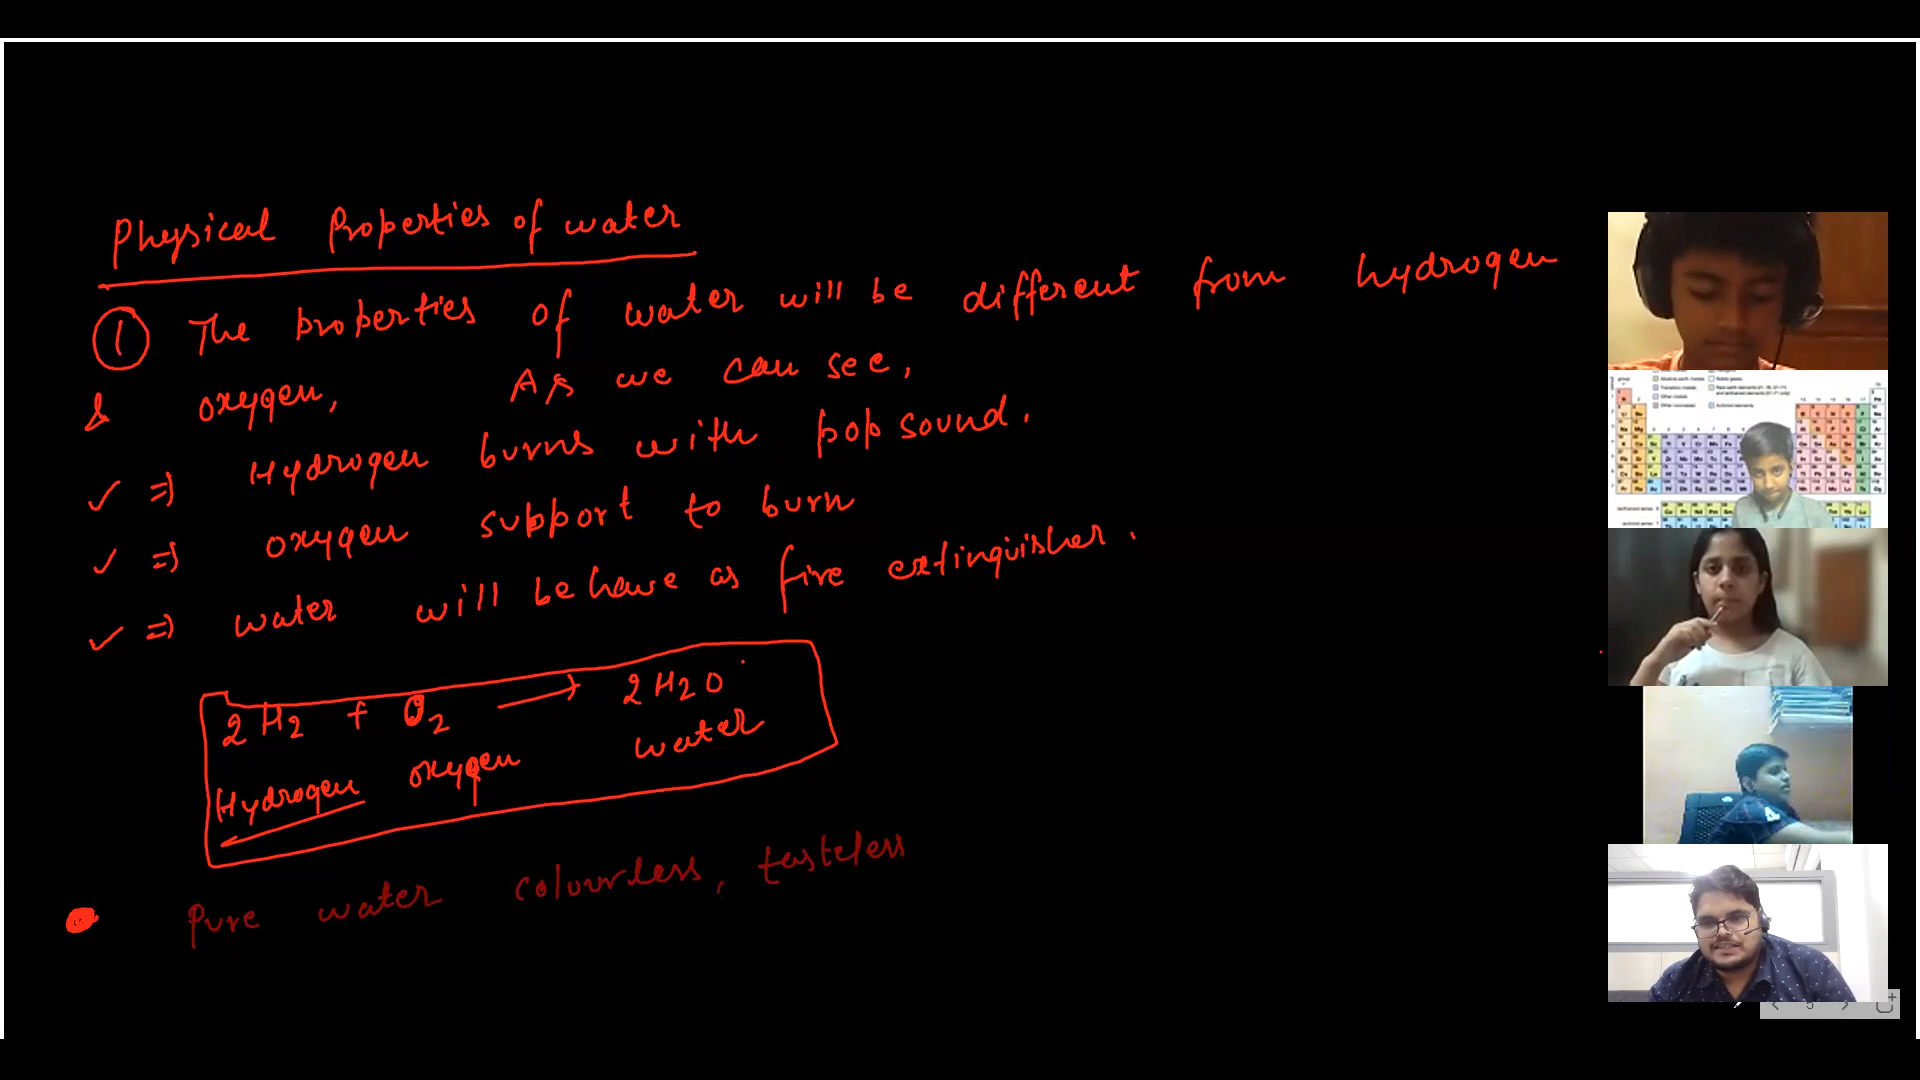 Physical Properties of water
① The properties of water will be different from hydrogen
& oxygen, As we can see,
✓ ⇒ Hydrogen burns with pop sound.
✓ ⇒ oxygen support to burn
✓ ⇒ water will behave as fire extinguisher.
2H2 + O2 → 2H2O
Hydrogen oxygen water
Pure water colourless, tasteless
5